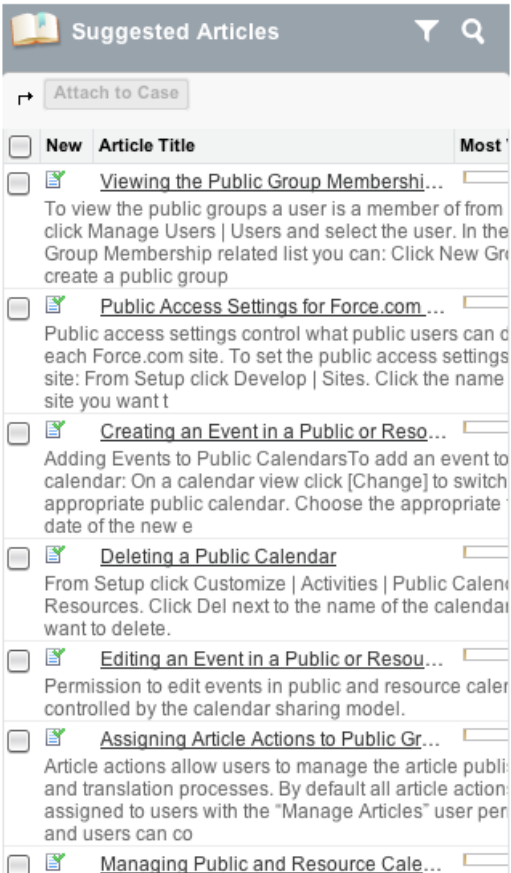 Suggested Articles
Attach to Case
New Article Title Most
Viewing the Public Group Membershi...
To view the public groups a user is a member of from
click Manage Users | Users and select the user. In the
Group Membership related list you can: Click New Gr
create a public group
Public Access Settings for Force.com ...
Public access settings control what public users can d
each Force.com site. To set the public access settings
site: From Setup click Develop | Sites. Click the name
site you want t
Creating an Event in a Public or Reso...
Adding Events to Public CalendarsTo add an event to
calendar: On a calendar view click [Change] to switch
appropriate public calendar. Choose the appropriate
date of the new e
Deleting a Public Calendar
From Setup click Customize | Activities | Public Calen
Resources. Click Del next to the name of the calendar
want to delete.
Editing an Event in a Public or Resou...
Permission to edit events in public and resource caler
controlled by the calendar sharing model.
Assigning Article Actions to Public Gr...
Article actions allow users to manage the article publi
and translation processes. By default all article action
assigned to users with the “Manage Articles” user per
and users can co
Managing Public and Resource Cale...